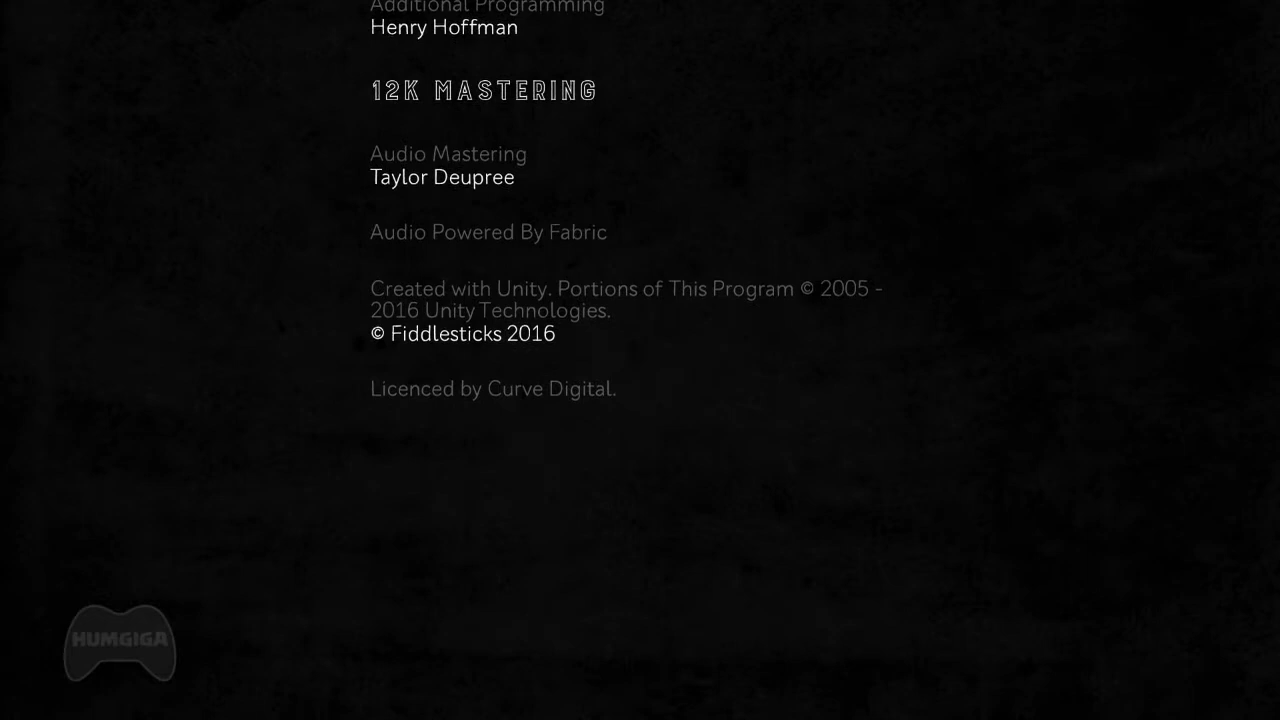 Additional Programming
Henry Hoffman
12K MASTERING
Audio Mastering
Taylor Deupree
Audio Powered By Fabric
Created with Unity. Portions of This Program © 2005 -
2016 Unity Technologies.
© Fiddlesticks 2016
Licenced by Curve Digital.
HUMGIGA